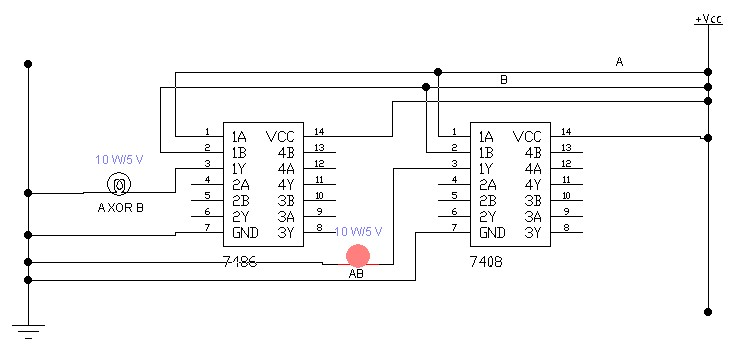 +Vcc
A
B
1 1A VCC 14
2 1B 4B 13
3 1Y 4A 12
4 2A 4Y 11
5 2B 3B 10
6 2Y 3A 9
7 GND 3Y 8
7486
1 1A VCC 14
2 1B 4B 13
3 1Y 4A 12
4 2A 4Y 11
5 2B 3B 10
6 2Y 3A 9
7 GND 3Y 8
7408
10 W/5 V
A XOR B
10 W/5 V
AB